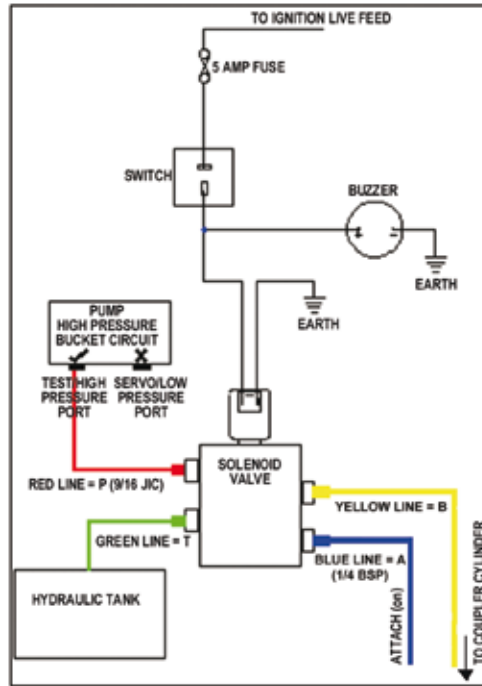 TO IGNITION LIVE FEED
5 AMP FUSE
SWITCH
BUZZER
EARTH
EARTH
PUMP
HIGH PRESSURE
BUCKET CIRCUIT
TEST/HIGH
PRESSURE
PORT
SERVO/LOW
PRESSURE
PORT
SOLENOID
VALVE
RED LINE = P (9/16 JIC)
YELLOW LINE = B
GREEN LINE = T
BLUE LINE = A
(1/4 BSP)
HYDRAULIC TANK
ATTACH (on)
TO COUPLER CYLINDER